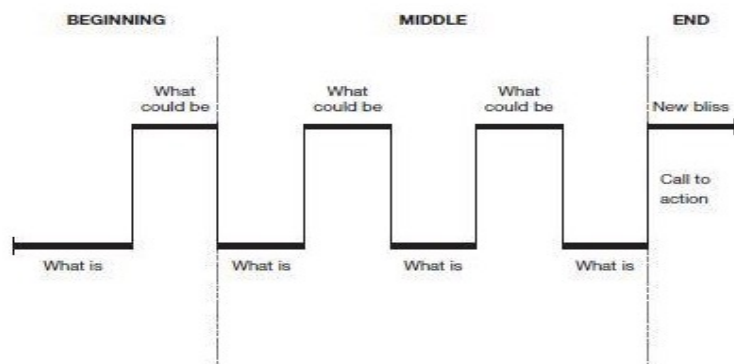 BEGINNING MIDDLE END
What
could be
What
could be
What
could be
New bliss
Call to
action
What is
What is
What is
What is